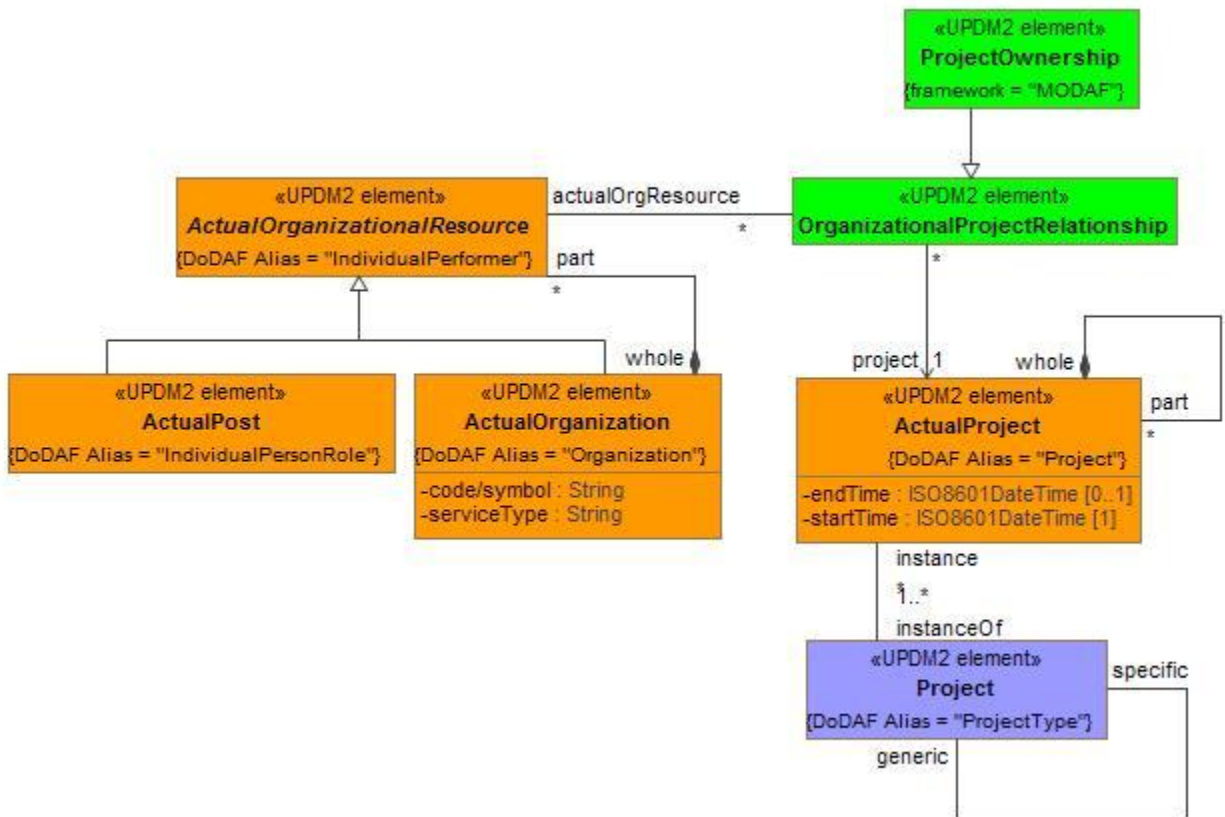 «UPDM2 element»
ProjectOwnership
{framework = "MODAF"}
«UPDM2 element»
ActualOrganizationalResource
{DoDAF Alias = "IndividualPerformer"}
actualOrgResource
*
«UPDM2 element»
OrganizationalProjectRelationship
part
*
*
whole
project 1
whole
part
*
«UPDM2 element»
ActualPost
{DoDAF Alias = "IndividualPersonRole"}
«UPDM2 element»
ActualOrganization
{DoDAF Alias = "Organization"}
-code/symbol : String
-serviceType : String
«UPDM2 element»
ActualProject
{DoDAF Alias = "Project"}
-endTime : ISO8601DateTime [0..1]
-startTime : ISO8601DateTime [1]
instance
*
1..*
instanceOf
«UPDM2 element»
Project
{DoDAF Alias = "ProjectType"}
specific
generic